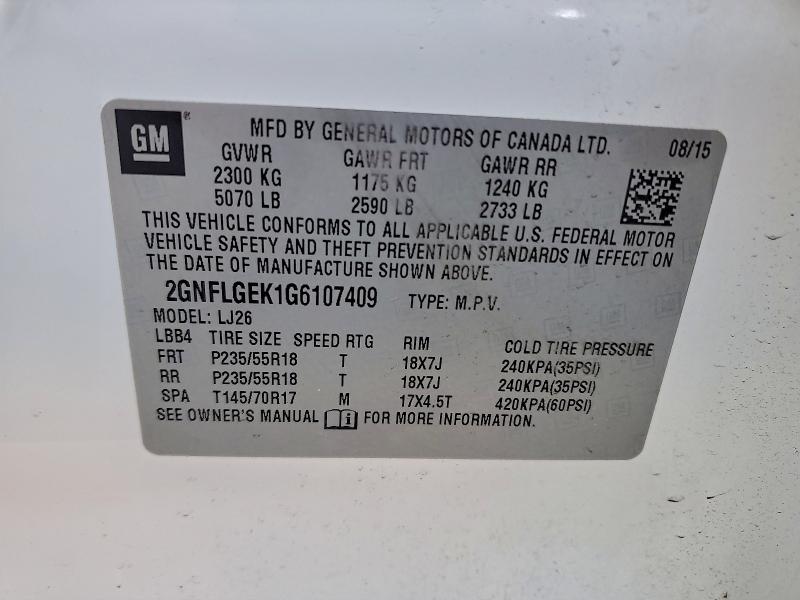 GM®
MFD BY GENERAL MOTORS OF CANADA LTD. 08/15
GVWR GAWR FRT GAWR RR
2300 KG 1175 KG 1240 KG
5070 LB 2590 LB 2733 LB
THIS VEHICLE CONFORMS TO ALL APPLICABLE U.S. FEDERAL MOTOR
VEHICLE SAFETY AND THEFT PREVENTION STANDARDS IN EFFECT ON
THE DATE OF MANUFACTURE SHOWN ABOVE.
2GNFLGEK1G6107409 TYPE: M.P.V.
MODEL: LJ26
LBB4 TIRE SIZE SPEED RTG RIM COLD TIRE PRESSURE
FRT P235/55R18 T 18X7J 240KPA(35PSI)
RR P235/55R18 T 18X7J 240KPA(35PSI)
SPA T145/70R17 M 17X4.5T 420KPA(60PSI)
SEE OWNER'S MANUAL FOR MORE INFORMATION.